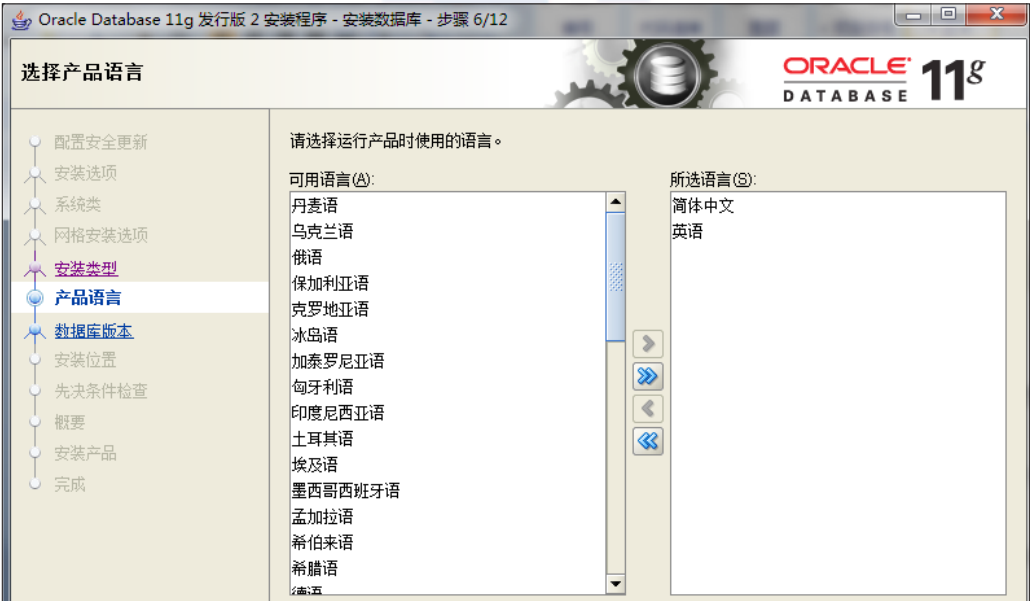 Oracle Database 11g 发行版 2 安装程序 - 安装数据库 - 步骤 6/12
选择产品语言
ORACLE DATABASE 11g
配置安全更新
安装选项
系统类
网格安装选项
安装类型
产品语言
数据库版本
安装位置
先决条件检查
概要
安装产品
完成
请选择运行产品时使用的语言。
可用语言(A):
丹麦语
乌克兰语
俄语
保加利亚语
克罗地亚语
冰岛语
加泰罗尼亚语
匈牙利语
印度尼西亚语
土耳其语
埃及语
墨西哥西班牙语
孟加拉语
希伯来语
希腊语
德语
所选语言(S):
简体中文
英语